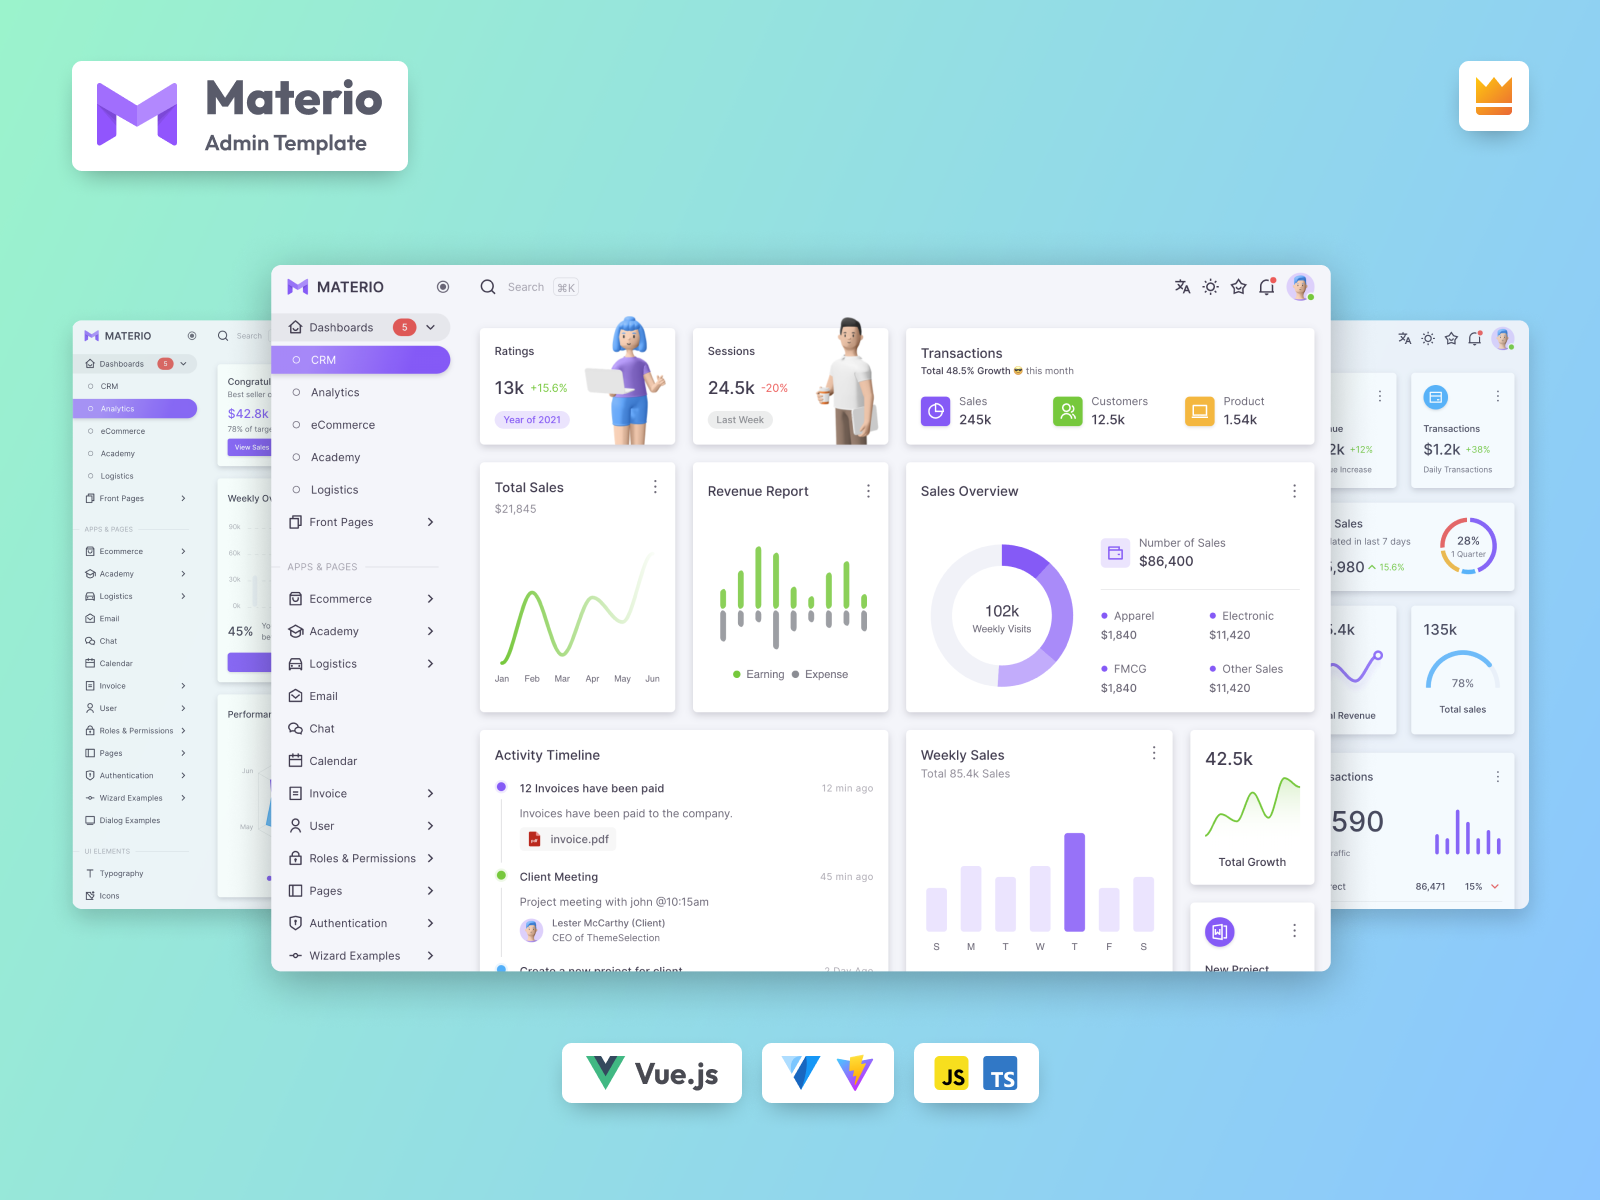 Materio
Admin Template
MATERIO
Dashboards 5
CRM
Analytics
eCommerce
Academy
Logistics
Front Pages
APPS & PAGES
Ecommerce
Academy
Logistics
Email
Chat
Calendar
Invoice
User
Roles & Permissions
Pages
Authentication
Wizard Examples
Dialog Examples
UI ELEMENTS
Typography
Icons
Search
Best seller
$42.8k
View Sales
90k
60k
30k
0k
45%
Jun
May
MATERIO
Search ⌘K
Dashboards 5
CRM
Analytics
eCommerce
Academy
Logistics
Front Pages
APPS & PAGES
Ecommerce
Academy
Logistics
Email
Chat
Calendar
Invoice
User
Roles & Permissions
Pages
Authentication
Wizard Examples
Ratings
13k +15.6%
Year of 2021
Sessions
24.5k -20%
Last Week
Transactions
Total 48.5% Growth 😎 this month
Sales
245k
Customers
12.5k
Product
1.54k
Total Sales
$21,845
Jan Feb Mar Apr May Jun
Revenue Report
Earning Expense
Sales Overview
102k
Weekly Visits
Number of Sales
$86,400
Apparel
$1,840
Electronic
$11,420
FMCG
$1,840
Other Sales
$11,420
Activity Timeline
12 Invoices have been paid 12 min ago
Invoices have been paid to the company.
invoice.pdf
Client Meeting 45 min ago
Project meeting with john @10:15am
Lester McCarthy (Client)
CEO of ThemeSelection
Create a new project for client 2 Day Ago
Weekly Sales
Total 85.4k Sales
S M T W T F S
42.5k
Total Growth
New Project
2k +12%
Increase
Transactions
$1.2k +38%
Daily Transactions
Sales
in last 7 days
,980 15.6%
28%
1 Quarter
5.4k
Revenue
135k
78%
Total sales
590
86,471 15%
Vue.js
JS
TS